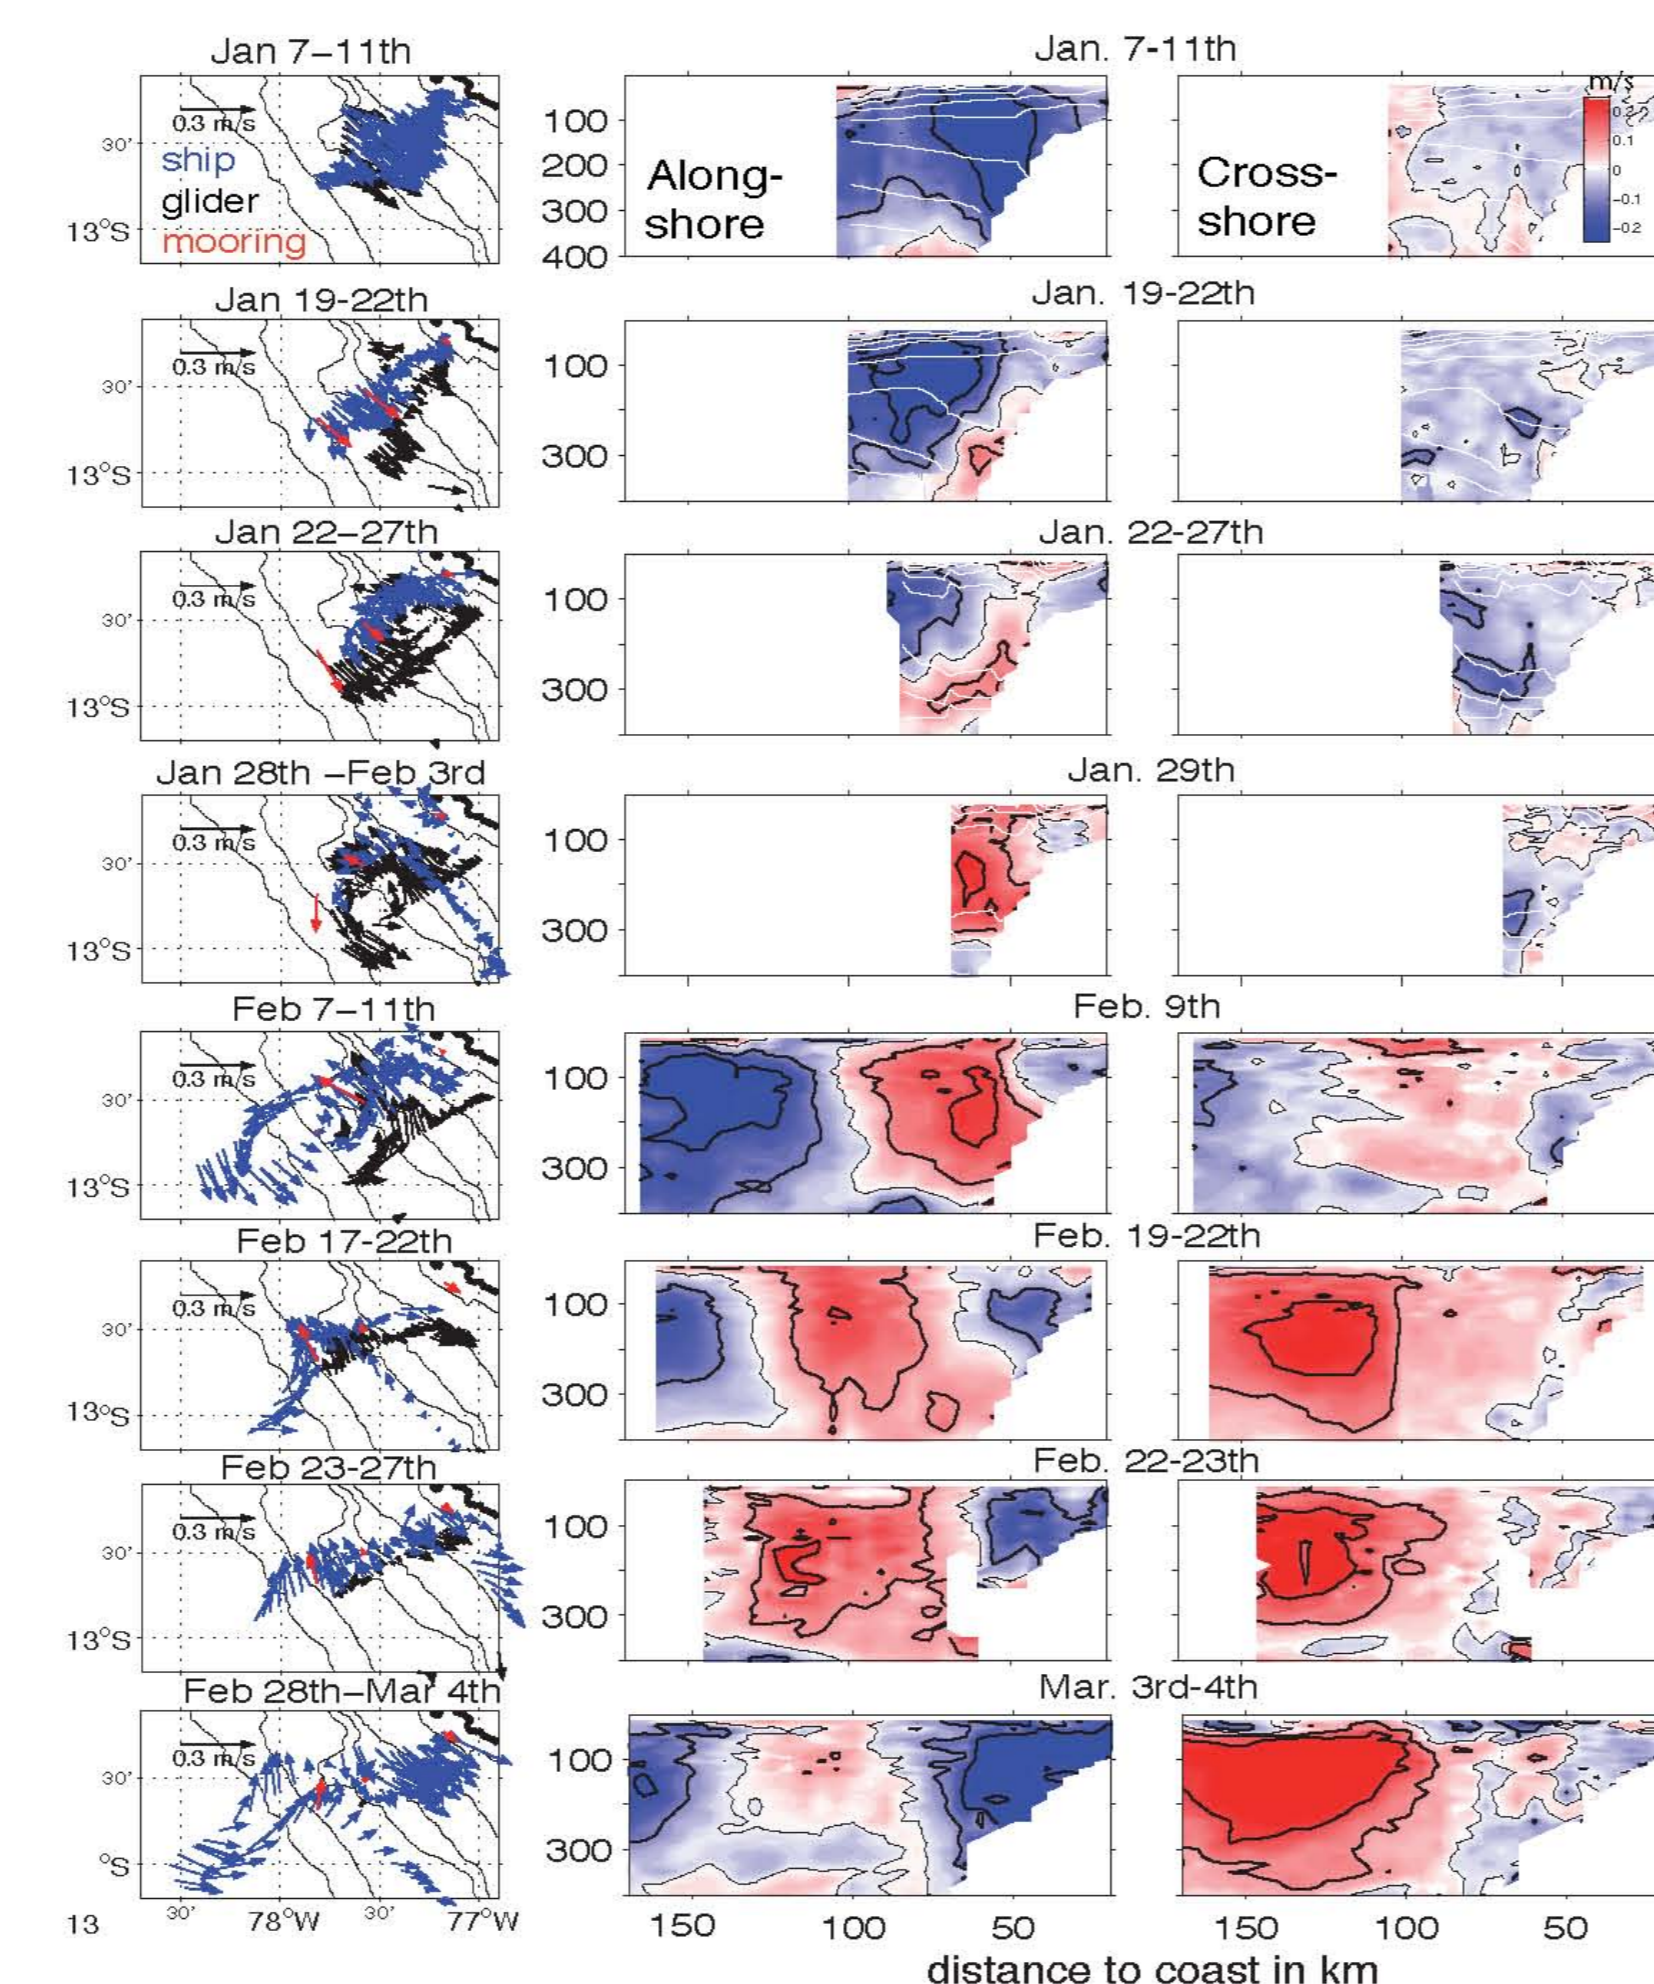 Jan 7–11th
Jan. 7-11th
0.3 m/s
ship
glider
mooring
30'
13°S
100
200
300
400
Along-
shore
Cross-
shore
m/s
0.1
0
-0.1
-0.2
Jan 19-22th
Jan. 19-22th
0.3 m/s
30'
13°S
100
300
Jan 22–27th
Jan. 22-27th
0.3 m/s
30'
13°S
100
300
Jan 28th –Feb 3rd
Jan. 29th
0.3 m/s
30'
13°S
100
300
Feb 7–11th
Feb. 9th
0.3 m/s
30'
13°S
100
300
Feb 17-22th
Feb. 19-22th
0.3 m/s
30'
13°S
100
300
Feb 23-27th
Feb. 22-23th
0.3 m/s
30'
13°S
100
300
Feb 28th–Mar 4th
Mar. 3rd-4th
0.3 m/s
30'
°S
100
300
13
30' 78°W 30' 77°W
150 100 50
150 100 50
distance to coast in km